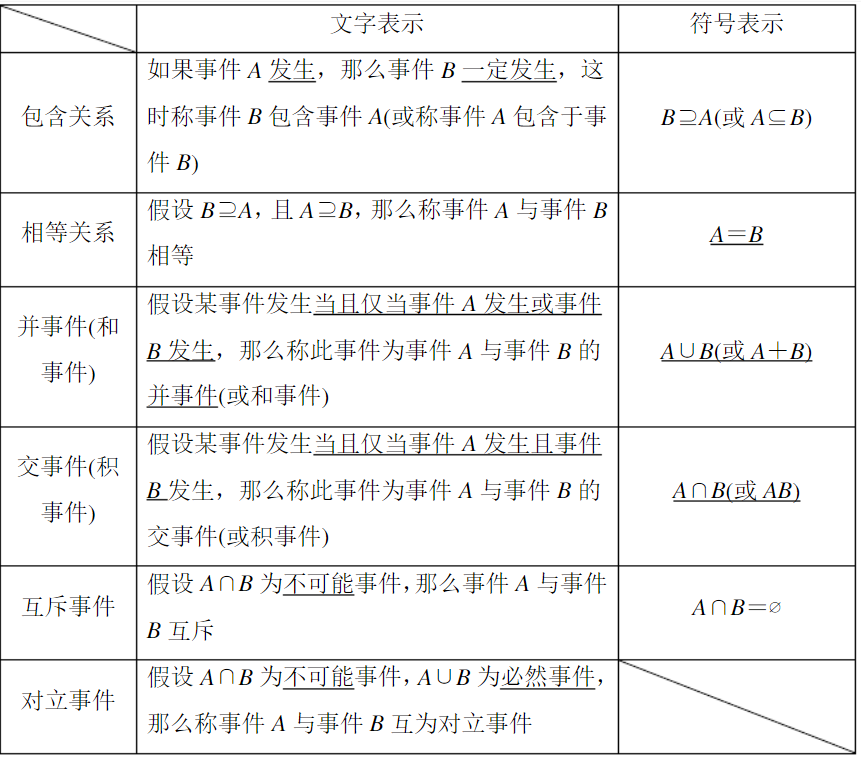 文字表示
符号表示
包含关系
如果事件 A 发生，那么事件 B 一定发生，这
时称事件 B 包含事件 A(或称事件 A 包含于事
件 B)
B⊇A(或 A⊆B)
相等关系
假设 B⊇A，且 A⊇B，那么称事件 A 与事件 B
相等
A＝B
并事件(和
事件)
假设某事件发生当且仅当事件 A 发生或事件
B 发生，那么称此事件为事件 A 与事件 B 的
并事件(或和事件)
A∪B(或 A＋B)
交事件(积
事件)
假设某事件发生当且仅当事件 A 发生且事件
B 发生，那么称此事件为事件 A 与事件 B 的
交事件(或积事件)
A∩B(或 AB)
互斥事件
假设 A∩B 为不可能事件，那么事件 A 与事件
B 互斥
A∩B＝∅
对立事件
假设 A∩B 为不可能事件，A∪B 为必然事件，
那么称事件 A 与事件 B 互为对立事件